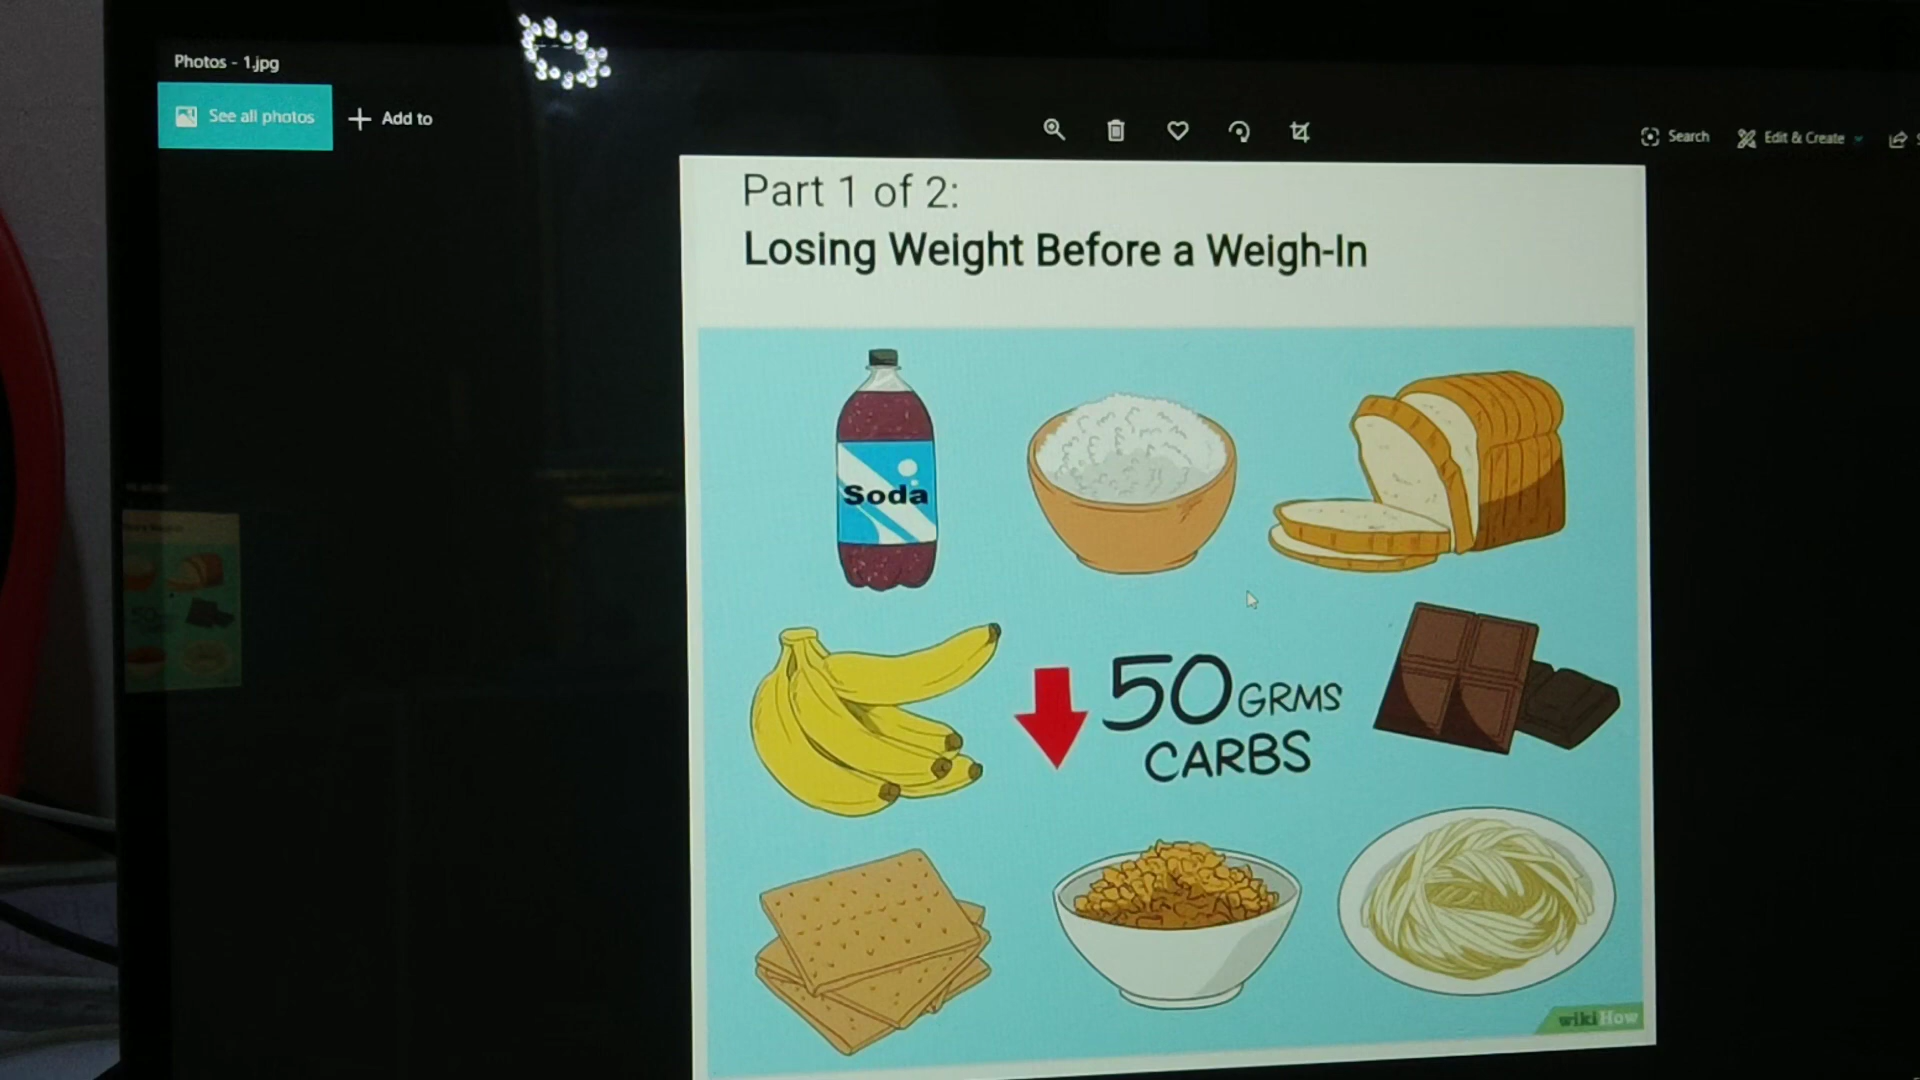 Photos - 1.jpg
See all photos
Add to
Search
Edit & Create
Part 1 of 2:
Losing Weight Before a Weigh-In
Soda
50 GRMS
CARBS
wikiHow